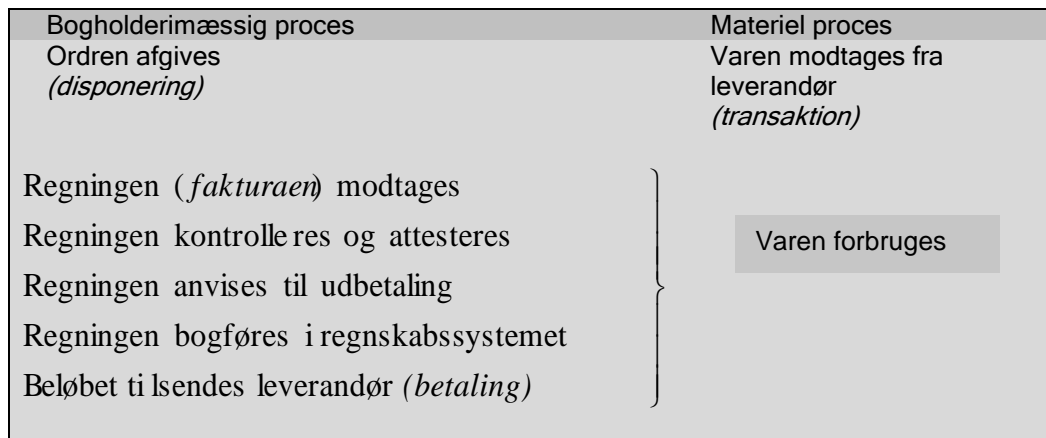 Bogholderimæssig proces
Materiel proces
Ordren afgives
(disponering)
Varen modtages fra
leverandør
(transaktion)
Regningen (fakturaen) modtages
Regningen kontrolleres og attesteres
Regningen anvises til udbetaling
Regningen bogføres i regnskabssystemet
Beløbet tilsendes leverandør (betaling)
Varen forbruges